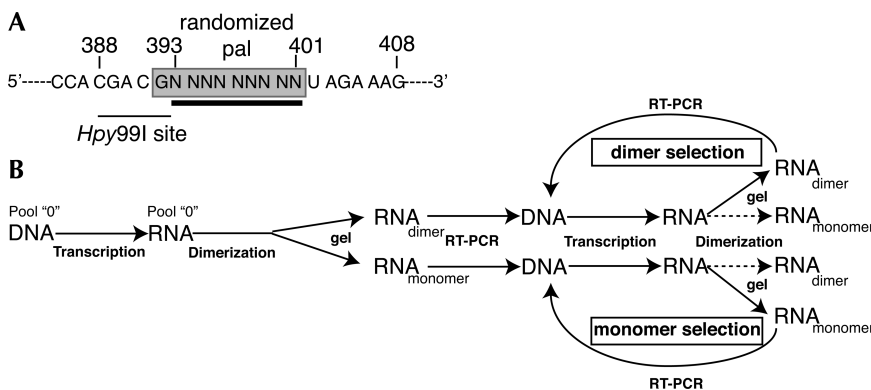 A
randomized
pal
388 393 401 408
5'-----CCA CGAC GN NNN NNN NN U AGA AAG-----3'
Hpy99I site
B
RT-PCR
dimer selection
RNA dimer
Pool "0" Pool "0"
DNA Transcription RNA Dimerization gel RNA dimer RT-PCR DNA Transcription RNA Dimerization gel RNA monomer
RNA monomer DNA RNA gel RNA dimer
monomer selection
RNA monomer
RT-PCR